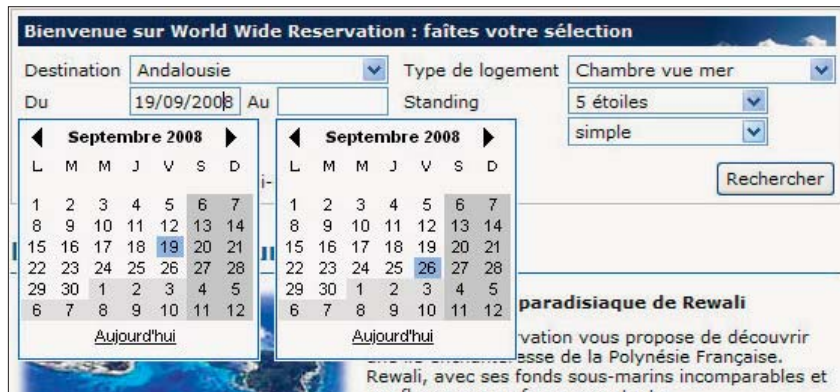 Bienvenue sur World Wide Reservation : faîtes votre sélection
Destination Andalousie Type de logement Chambre vue mer
Du 19/09/2008 Au Standing 5 étoiles
simple
Rechercher
i-
Septembre 2008
L M M J V S D
1 2 3 4 5 6 7
8 9 10 11 12 13 14
15 16 17 18 19 20 21
22 23 24 25 26 27 28
29 30 1 2 3 4 5
6 7 8 9 10 11 12
Aujourd'hui
Septembre 2008
L M M J V S D
1 2 3 4 5 6 7
8 9 10 11 12 13 14
15 16 17 18 19 20 21
22 23 24 25 26 27 28
29 30 1 2 3 4 5
6 7 8 9 10 11 12
Aujourd'hui
paradisiaque de Rewali
vation vous propose de découvrir
esse de la Polynésie Française.
Rewali, avec ses fonds sous-marins incomparables et